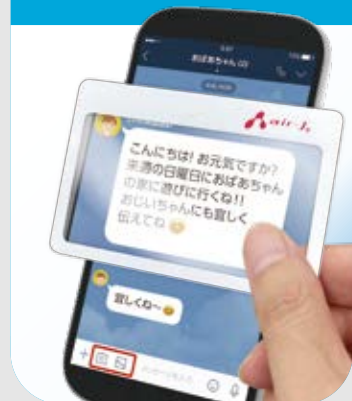 おばあちゃん (2)
air-J
こんにちは! お元気ですか?
来週の日曜日におばあちゃん
の家に遊びに行くね!!
おじいちゃんにも宜しく
伝えてね
宜しくね〜